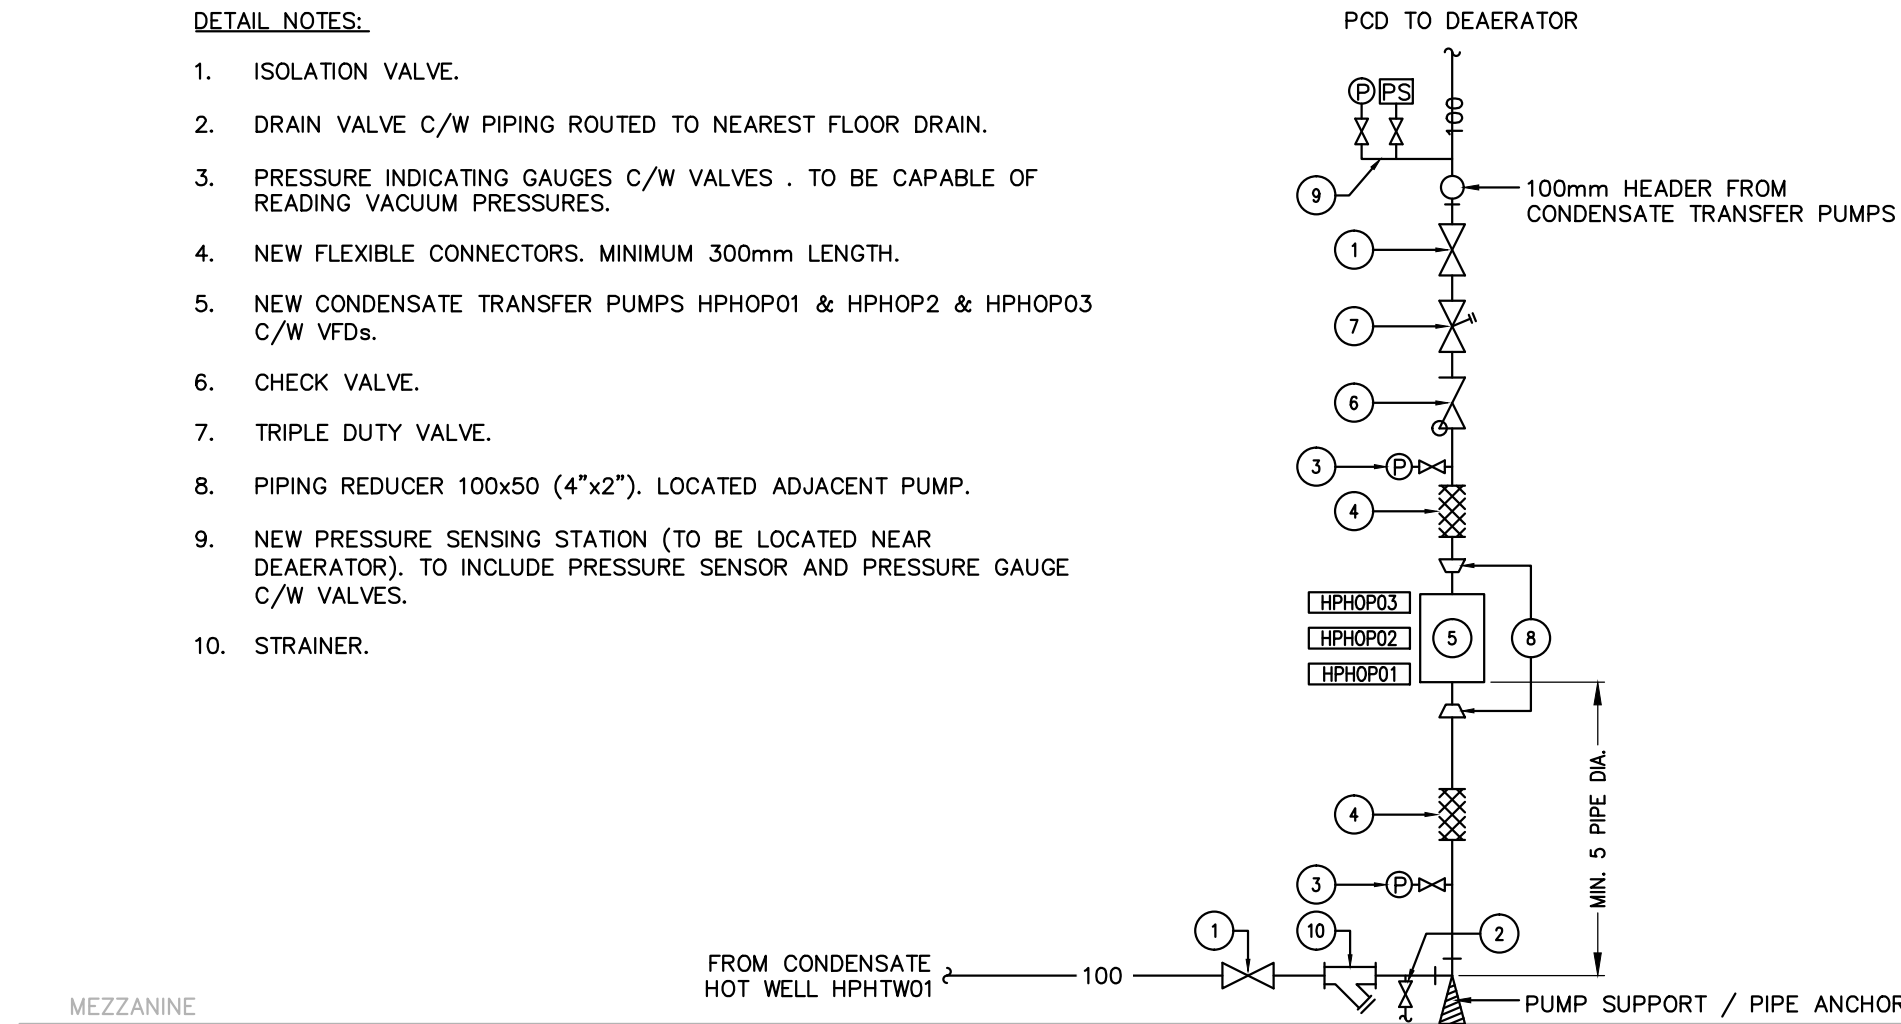 DETAIL NOTES:
1. ISOLATION VALVE.
2. DRAIN VALVE C/W PIPING ROUTED TO NEAREST FLOOR DRAIN.
3. PRESSURE INDICATING GAUGES C/W VALVES . TO BE CAPABLE OF
READING VACUUM PRESSURES.
4. NEW FLEXIBLE CONNECTORS. MINIMUM 300mm LENGTH.
5. NEW CONDENSATE TRANSFER PUMPS HPHOP01 & HPHOP2 & HPHOP03
C/W VFDs.
6. CHECK VALVE.
7. TRIPLE DUTY VALVE.
8. PIPING REDUCER 100x50 (4"x2"). LOCATED ADJACENT PUMP.
9. NEW PRESSURE SENSING STATION (TO BE LOCATED NEAR
DEAERATOR). TO INCLUDE PRESSURE SENSOR AND PRESSURE GAUGE
C/W VALVES.
10. STRAINER.
PCD TO DEAERATOR
P PS
100
9
100mm HEADER FROM
CONDENSATE TRANSFER PUMPS
1
7
6
3 P
4
HPHOP03
HPHOP02
HPHOP01
5
8
MIN. 5 PIPE DIA.
4
3 P
1
10
2
FROM CONDENSATE
HOT WELL HPHTW01
100
PUMP SUPPORT / PIPE ANCHOR
MEZZANINE